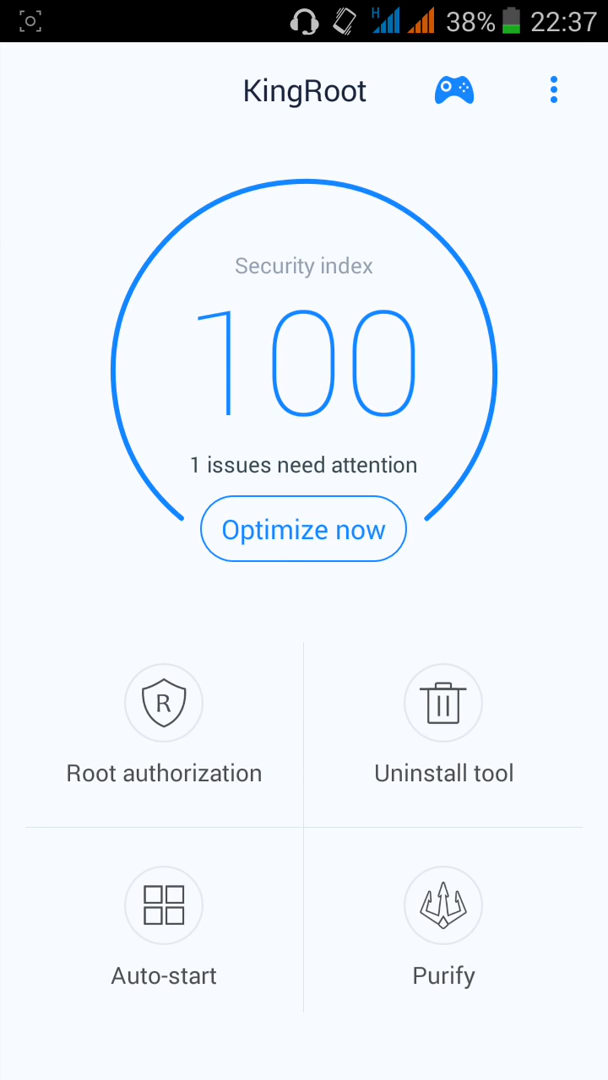 H 38% 22:37
KingRoot
Security index
100
1 issues need attention
Optimize now
R
Root authorization
Uninstall tool
Auto-start
Purify